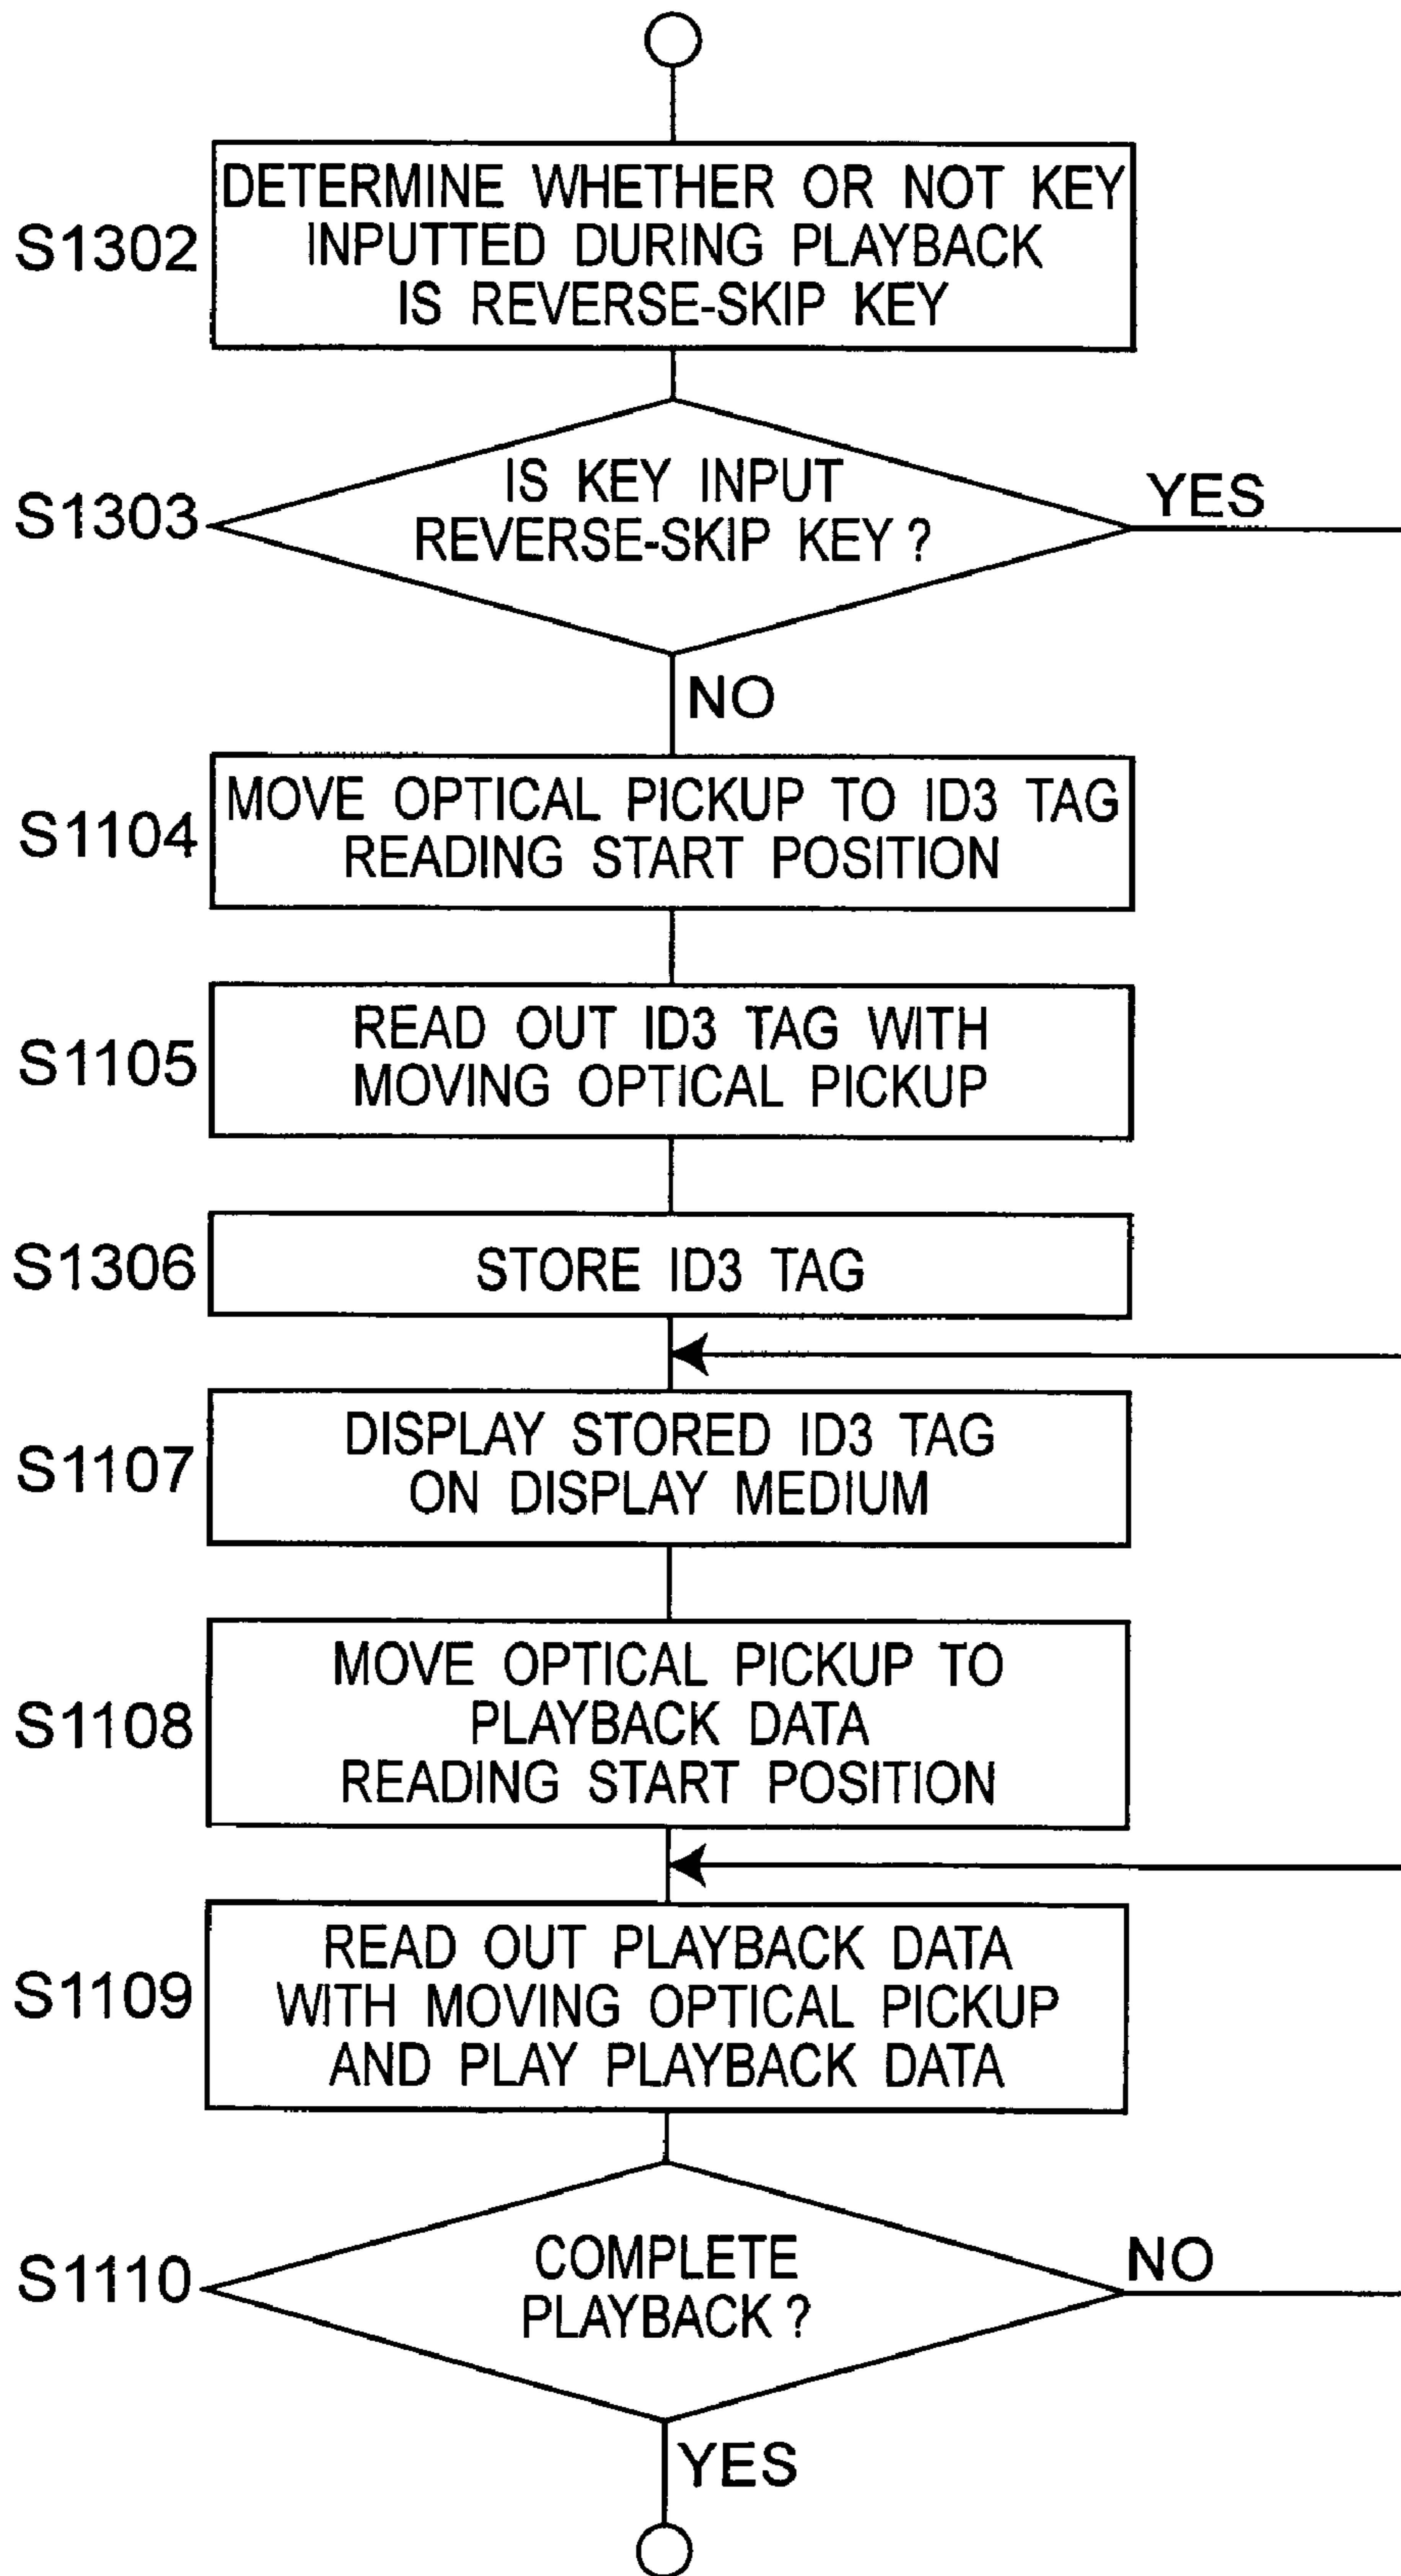 S1302
DETERMINE WHETHER OR NOT KEY
INPUTTED DURING PLAYBACK
IS REVERSE-SKIP KEY
S1303
IS KEY INPUT
REVERSE-SKIP KEY ?
YES
NO
S1104
MOVE OPTICAL PICKUP TO ID3 TAG
READING START POSITION
S1105
READ OUT ID3 TAG WITH
MOVING OPTICAL PICKUP
S1306
STORE ID3 TAG
S1107
DISPLAY STORED ID3 TAG
ON DISPLAY MEDIUM
S1108
MOVE OPTICAL PICKUP TO
PLAYBACK DATA
READING START POSITION
S1109
READ OUT PLAYBACK DATA
WITH MOVING OPTICAL PICKUP
AND PLAY PLAYBACK DATA
S1110
COMPLETE
PLAYBACK ?
NO
YES